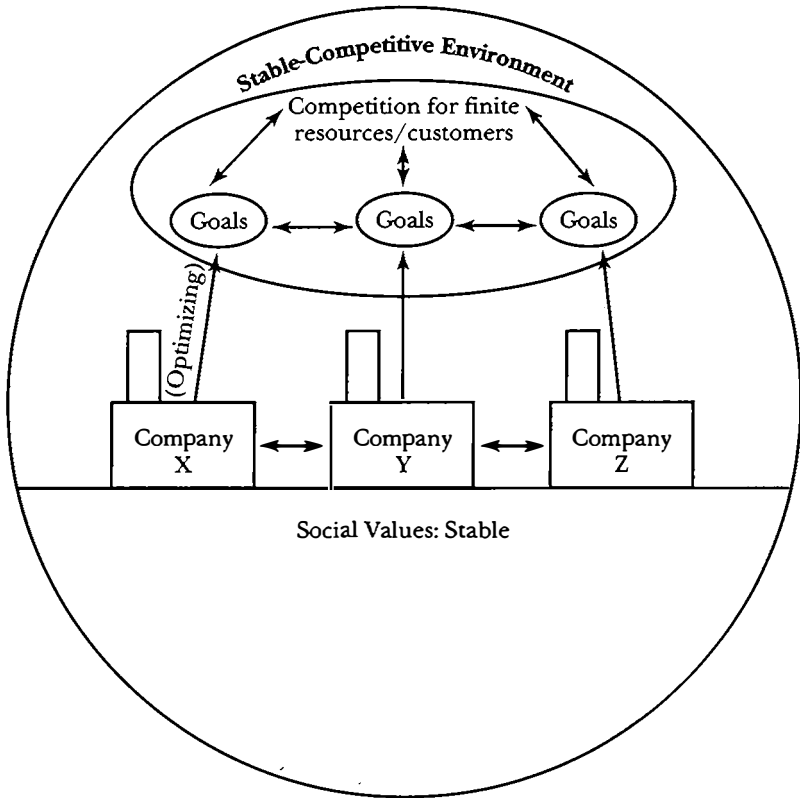 Stable-Competitive Environment
Competition for finite
resources/customers
Goals
Goals
Goals
(Optimizing)
Company
X
Company
Y
Company
Z
Social Values: Stable